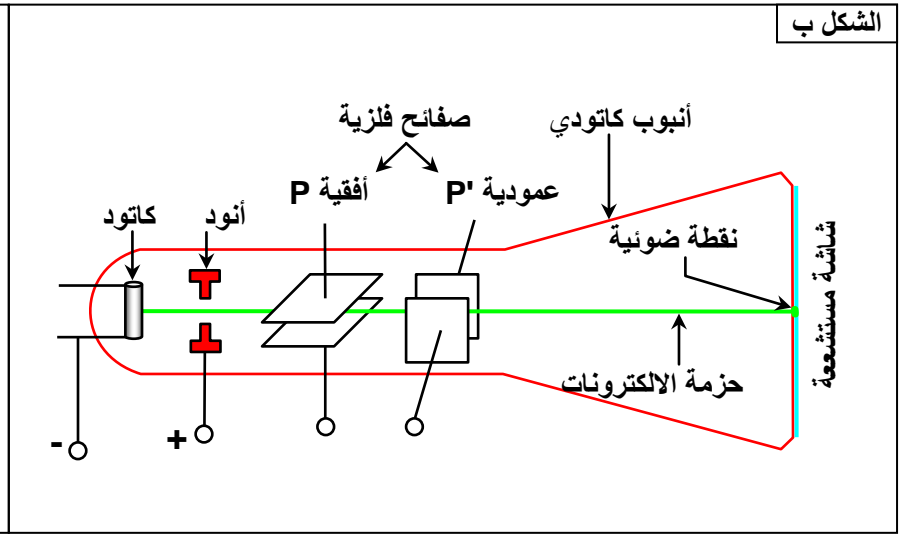 الشكل ب
أنبوب كاتودي
صفائح فلزية
عمودية P'
أفقية P
أنود
كاتود
نقطة ضوئية
شاشة مستشعة
حزمة الالكترونات
-
+